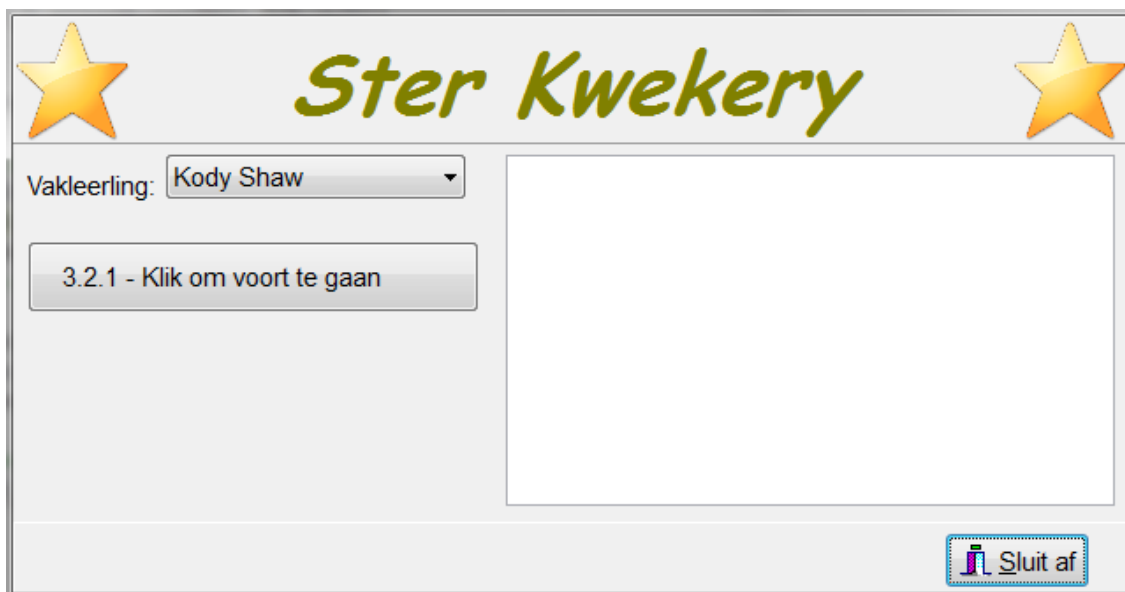 Ster Kwekery
Vakleerling: Kody Shaw
3.2.1 - Klik om voort te gaan
Sluit af